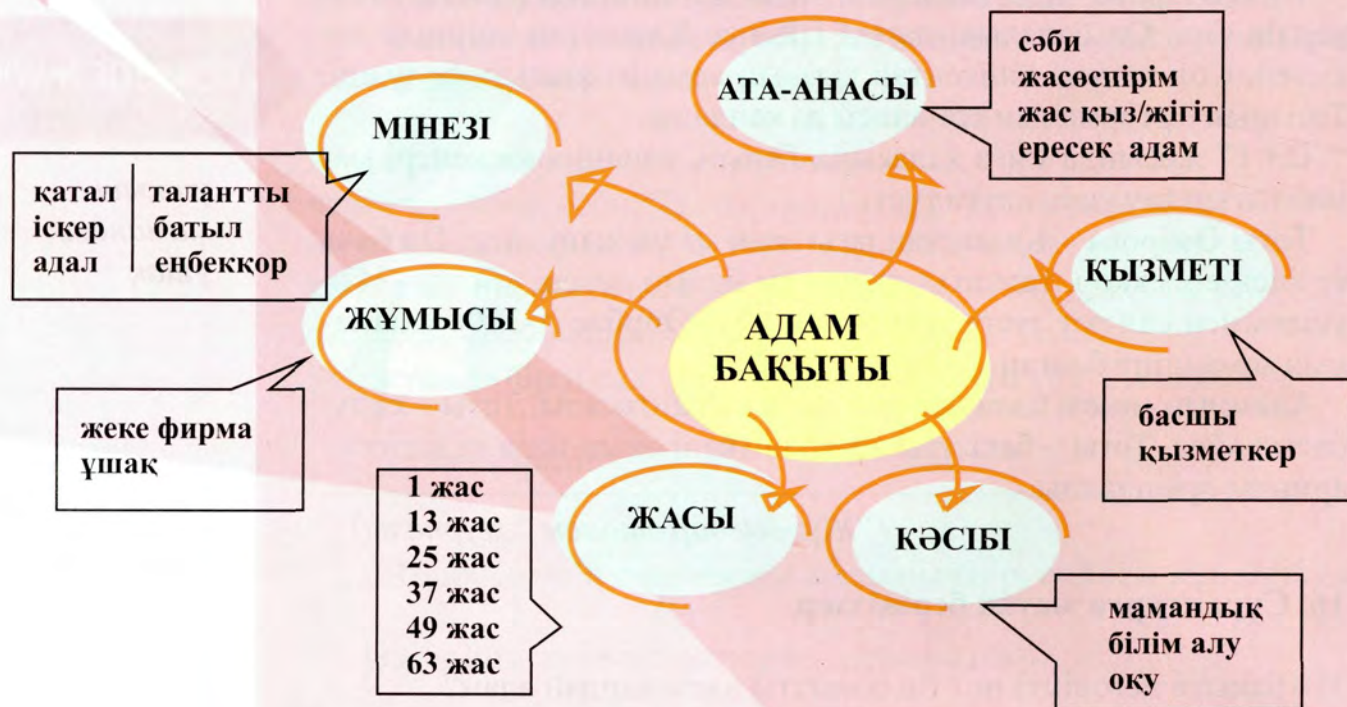 АТА-АНАСЫ
сәби
жасөспірім
жас қыз/жігіт
ересек адам
МІНЕЗІ
қатал | талантты
іскер | батыл
адал | еңбекқор
ҚЫЗМЕТІ
басшы
қызметкер
ЖҰМЫСЫ
жеке фирма
ұшақ
АДАМ
БАҚЫТЫ
ЖАСЫ
1 жас
13 жас
25 жас
37 жас
49 жас
63 жас
КӘСІБІ
мамандық
білім алу
оқу